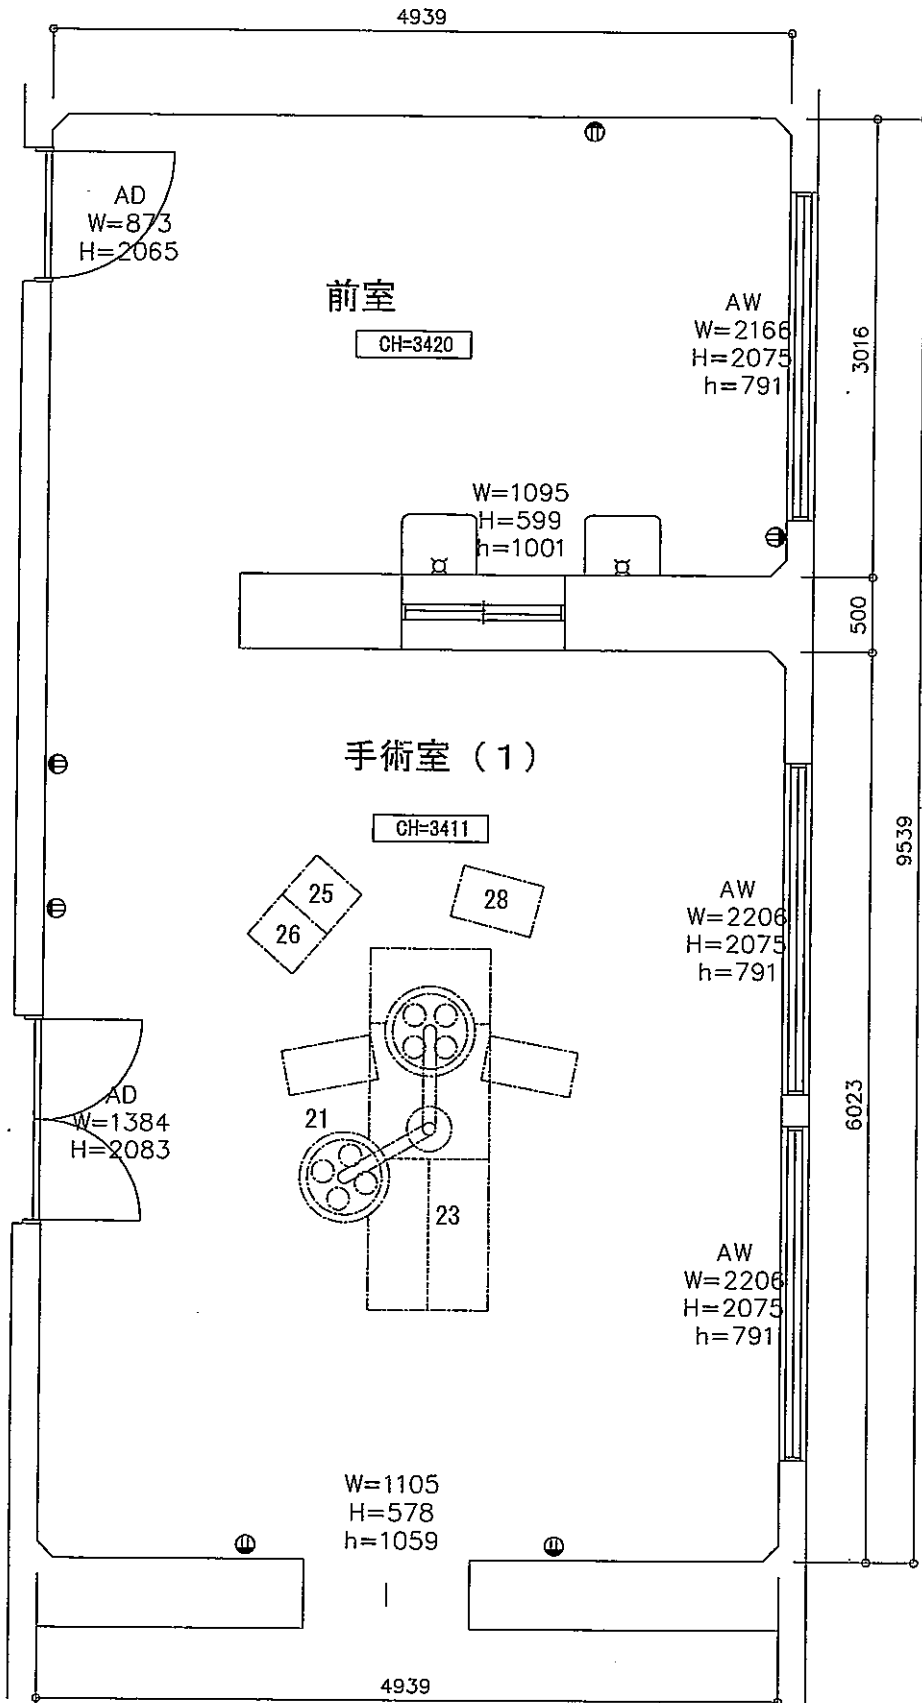 4939
AD
W=873
H=2065
前室
CH=3420
AW
W=2166
H=2075
h=791
3016
W=1095
H=599
h=1001
500
手術室（1）
CH=3411
25
26
28
AW
W=2206
H=2075
h=791
9539
AD
W=1384
H=2083
21
23
6023
AW
W=2206
H=2075
h=791
W=1105
H=578
h=1059
4939